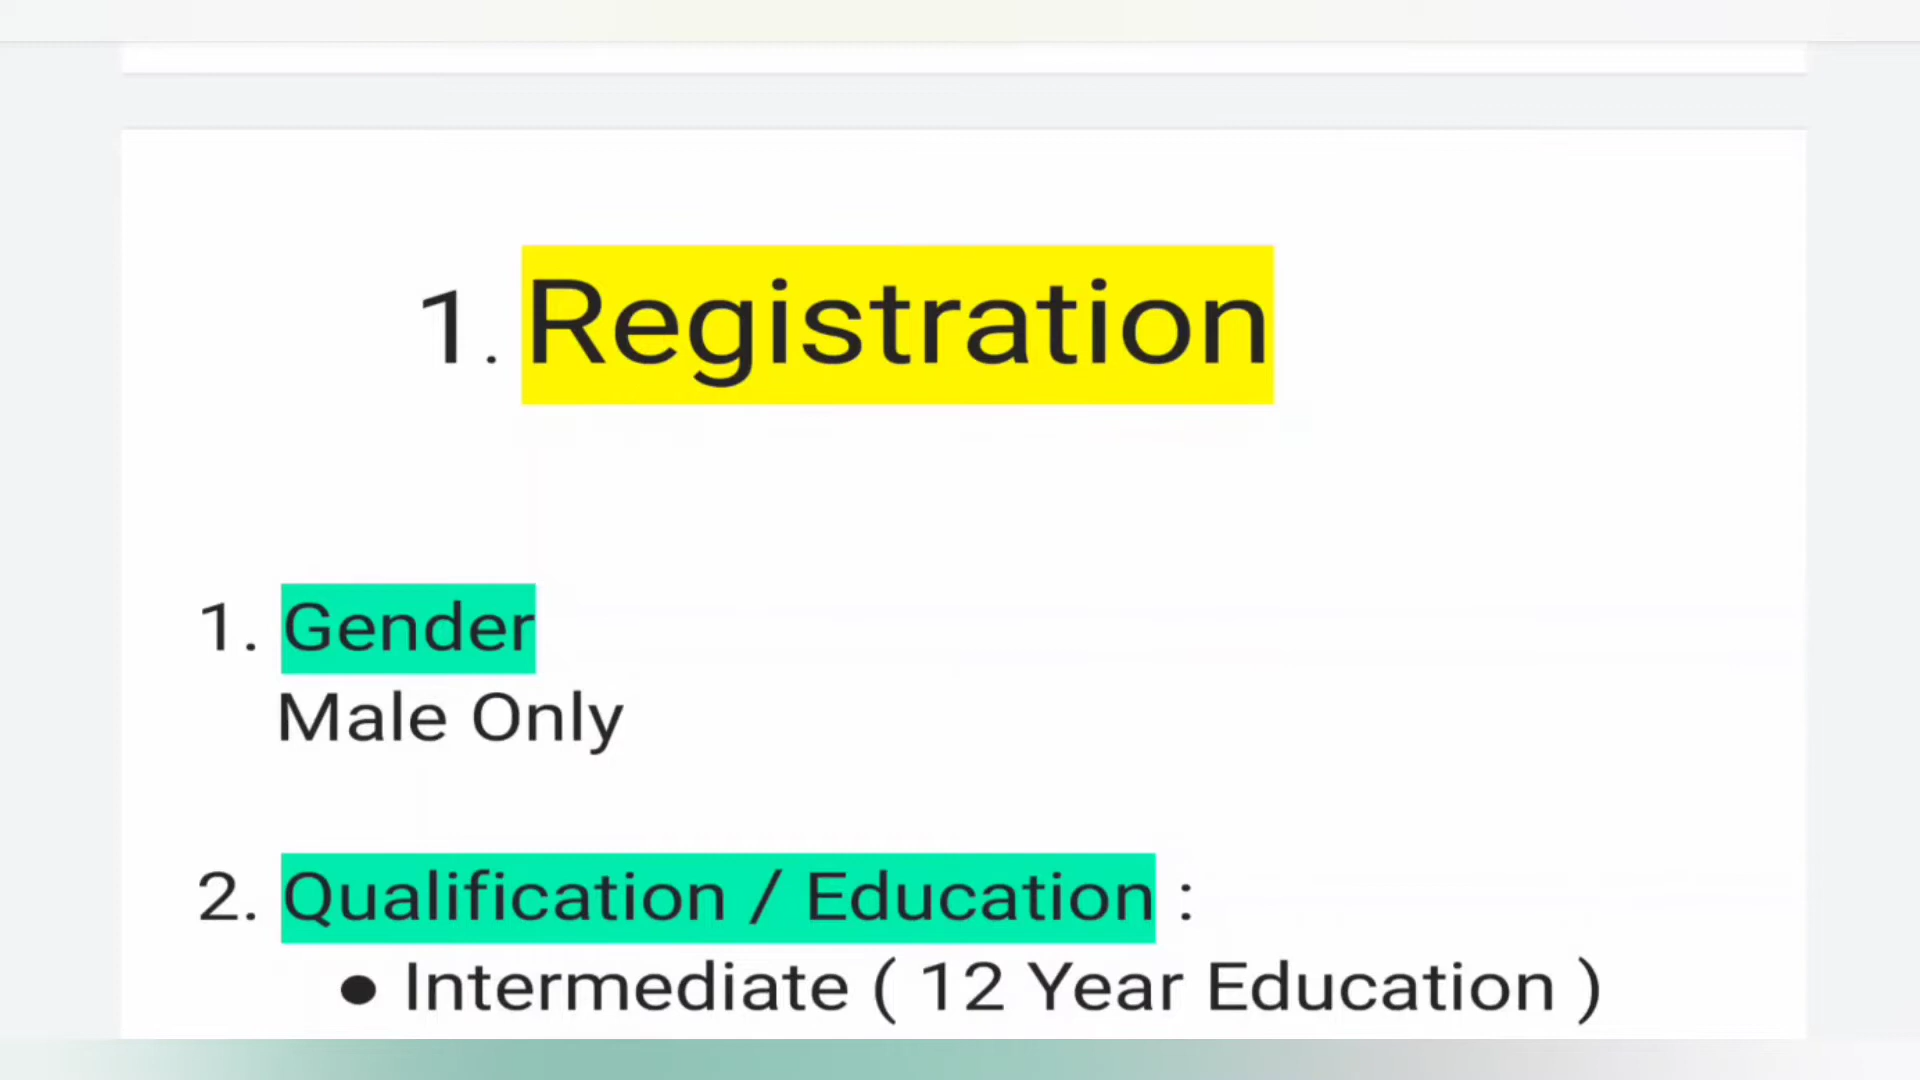 1. Registration
1. Gender
Male Only
2. Qualification / Education :
● Intermediate ( 12 Year Education )